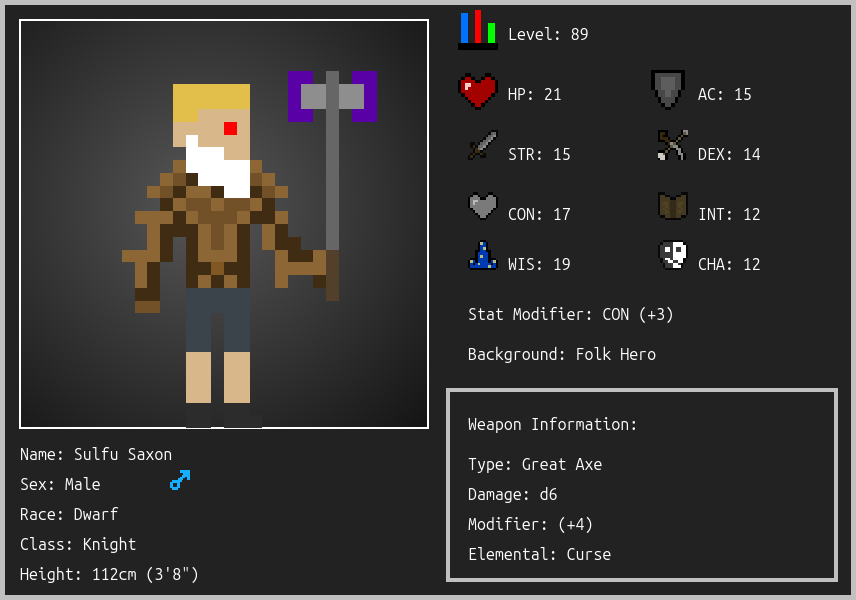 Level: 89
HP: 21
AC: 15
STR: 15
DEX: 14
CON: 17
INT: 12
WIS: 19
CHA: 12
Stat Modifier: CON (+3)
Background: Folk Hero
Weapon Information:
Type: Great Axe
Damage: d6
Modifier: (+4)
Elemental: Curse
Name: Sulfu Saxon
Sex: Male
Race: Dwarf
Class: Knight
Height: 112cm (3'8")